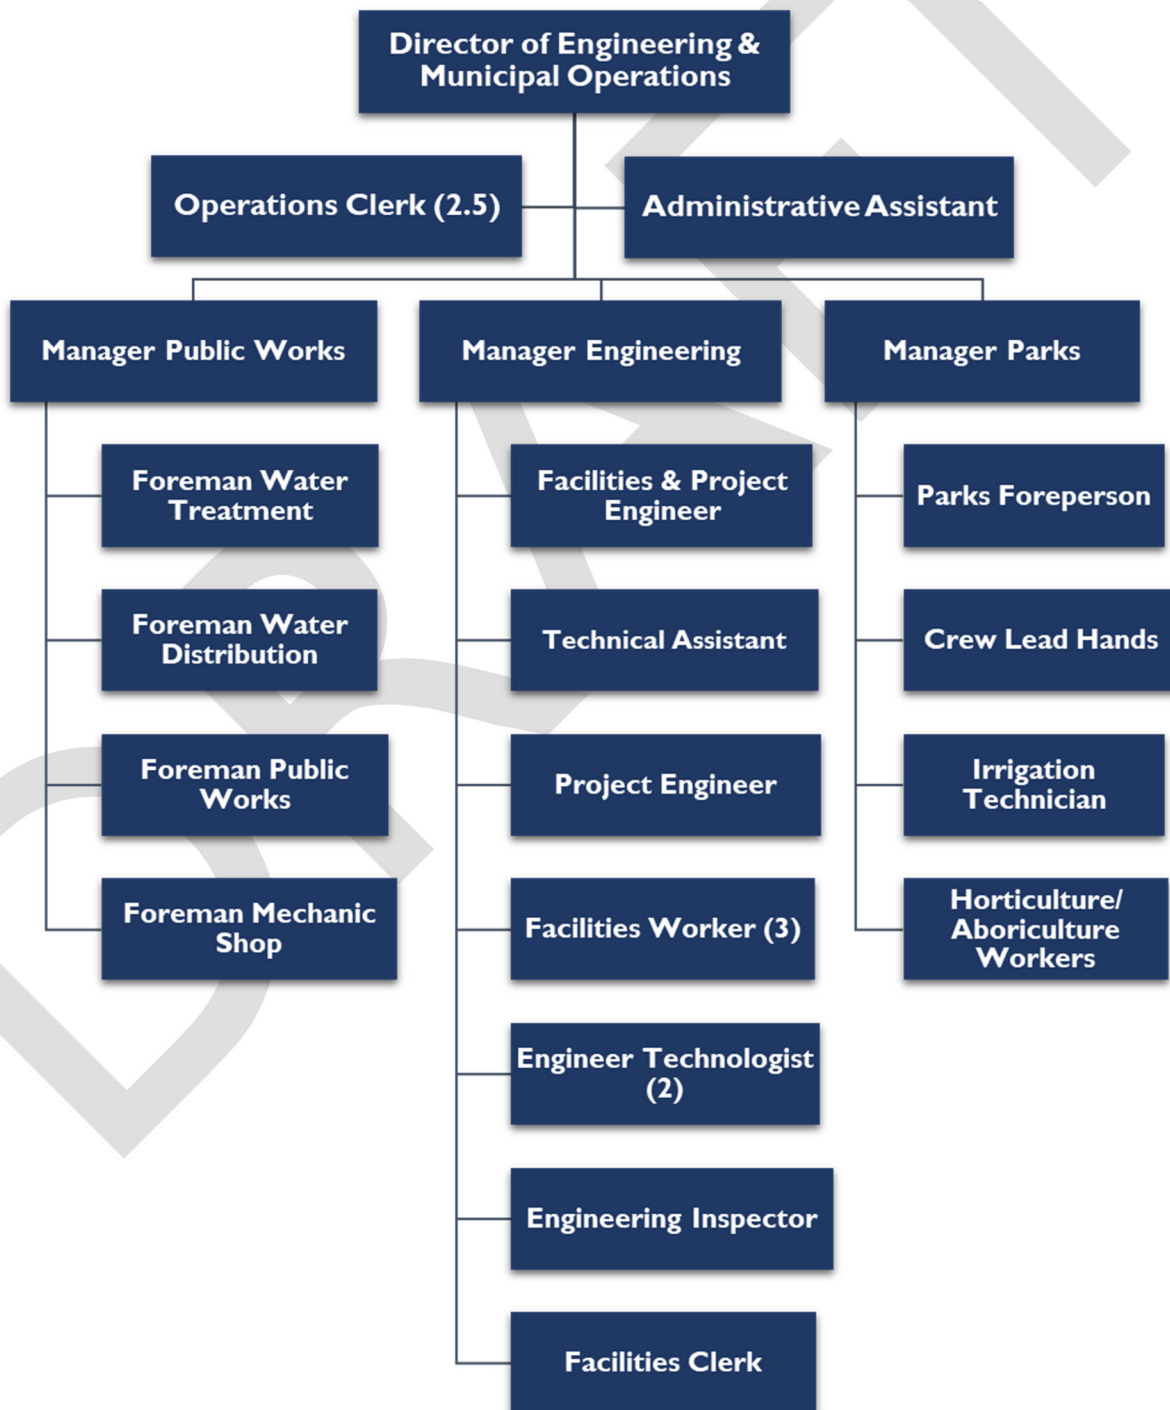 Director of Engineering &
Municipal Operations
Operations Clerk (2.5)
Administrative Assistant
Manager Public Works
Manager Engineering
Manager Parks
Foreman Water
Treatment
Foreman Water
Distribution
Foreman Public
Works
Foreman Mechanic
Shop
Facilities & Project
Engineer
Technical Assistant
Project Engineer
Facilities Worker (3)
Engineer Technologist
(2)
Engineering Inspector
Facilities Clerk
Parks Foreperson
Crew Lead Hands
Irrigation
Technician
Horticulture/
Aboriculture
Workers
DRAFT